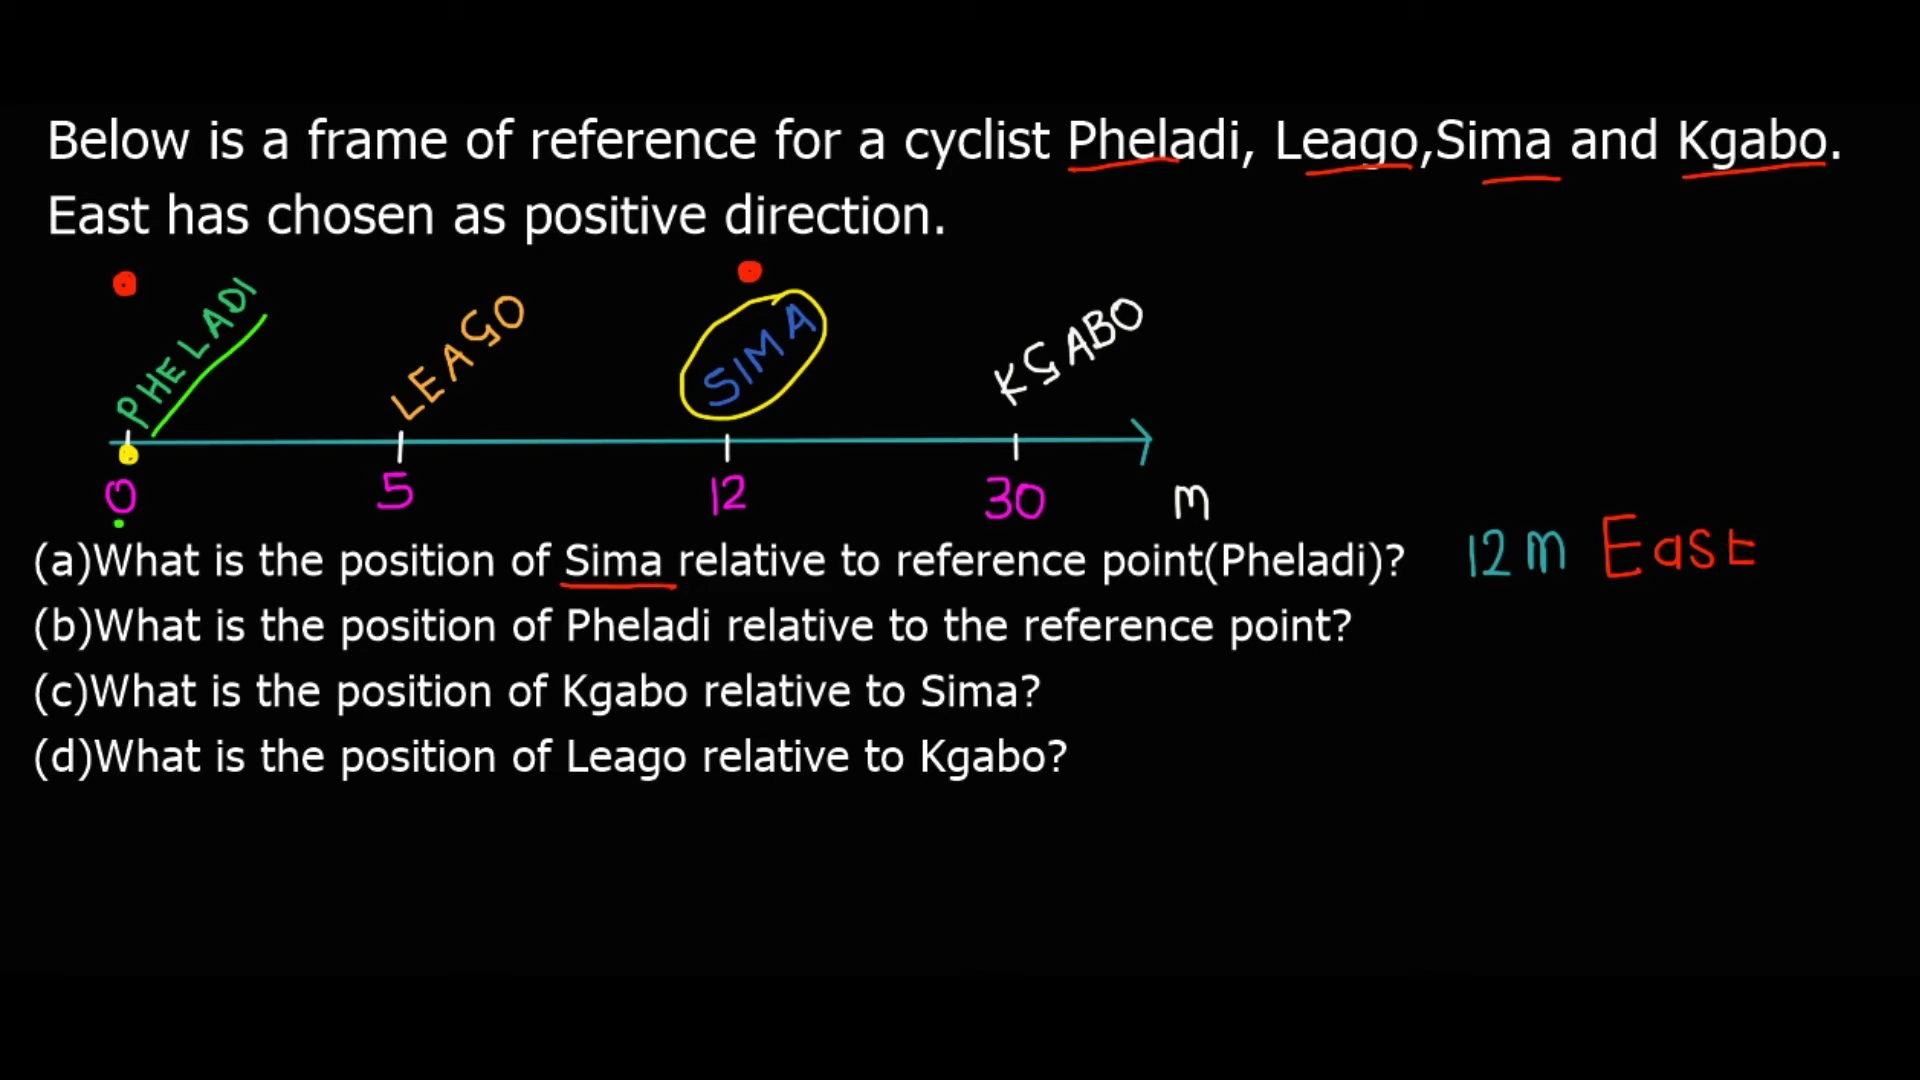 Below is a frame of reference for a cyclist Pheladi, Leago,Sima and Kgabo.
East has chosen as positive direction.
PHELADI LEAGO SIMA KGABO
0 5 12 30 m
(a)What is the position of Sima relative to reference point(Pheladi)? 12m East
(b)What is the position of Pheladi relative to the reference point?
(c)What is the position of Kgabo relative to Sima?
(d)What is the position of Leago relative to Kgabo?